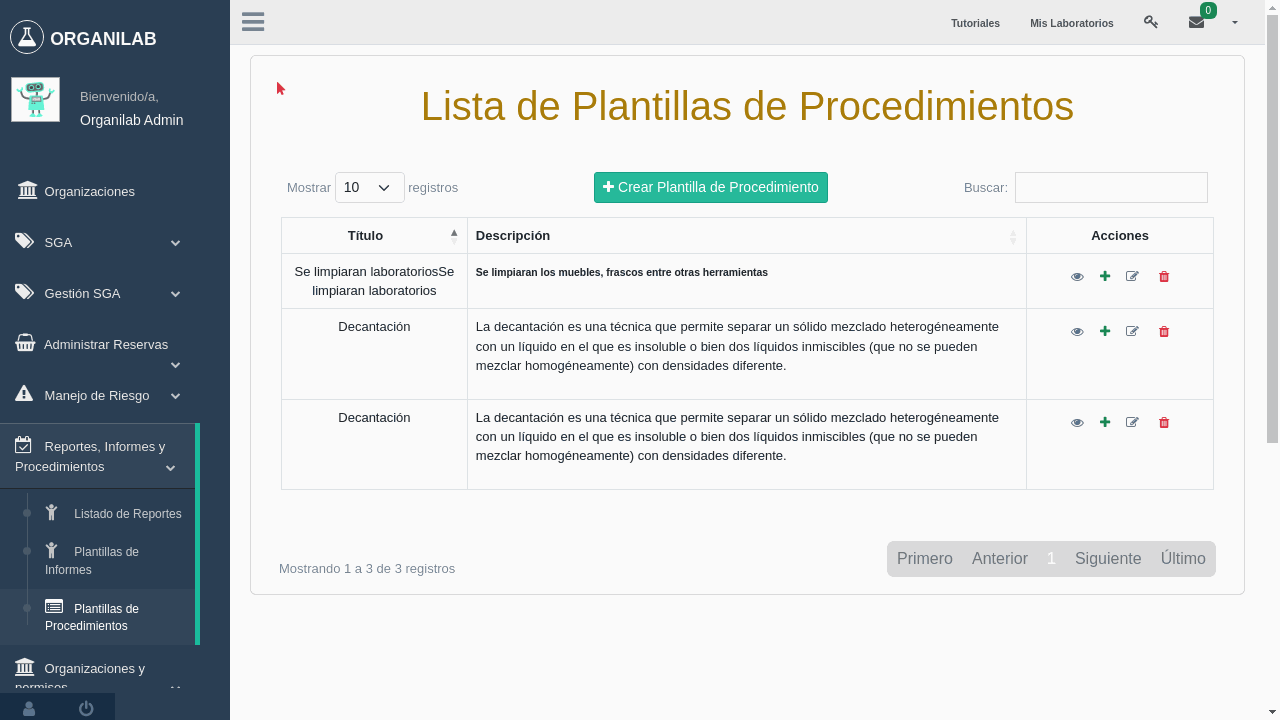 ORGANILAB
Bienvenido/a,
Organilab Admin
Organizaciones
SGA
Gestión SGA
Administrar Reservas
Manejo de Riesgo
Reportes, Informes y
Procedimientos
Listado de Reportes
Plantillas de
Informes
Plantillas de
Procedimientos
Organizaciones y
permisos
Tutoriales
Mis Laboratorios
0
Lista de Plantillas de Procedimientos
Mostrar 10 registros
Crear Plantilla de Procedimiento
Buscar:
Título
Descripción
Acciones
Se limpiaran laboratoriosSe
limpiaran laboratorios
Se limpiaran los muebles, frascos entre otras herramientas
Decantación
La decantación es una técnica que permite separar un sólido mezclado heterogéneamente
con un líquido en el que es insoluble o bien dos líquidos inmiscibles (que no se pueden
mezclar homogéneamente) con densidades diferente.
Decantación
La decantación es una técnica que permite separar un sólido mezclado heterogéneamente
con un líquido en el que es insoluble o bien dos líquidos inmiscibles (que no se pueden
mezclar homogéneamente) con densidades diferente.
Mostrando 1 a 3 de 3 registros
Primero Anterior 1 Siguiente Último